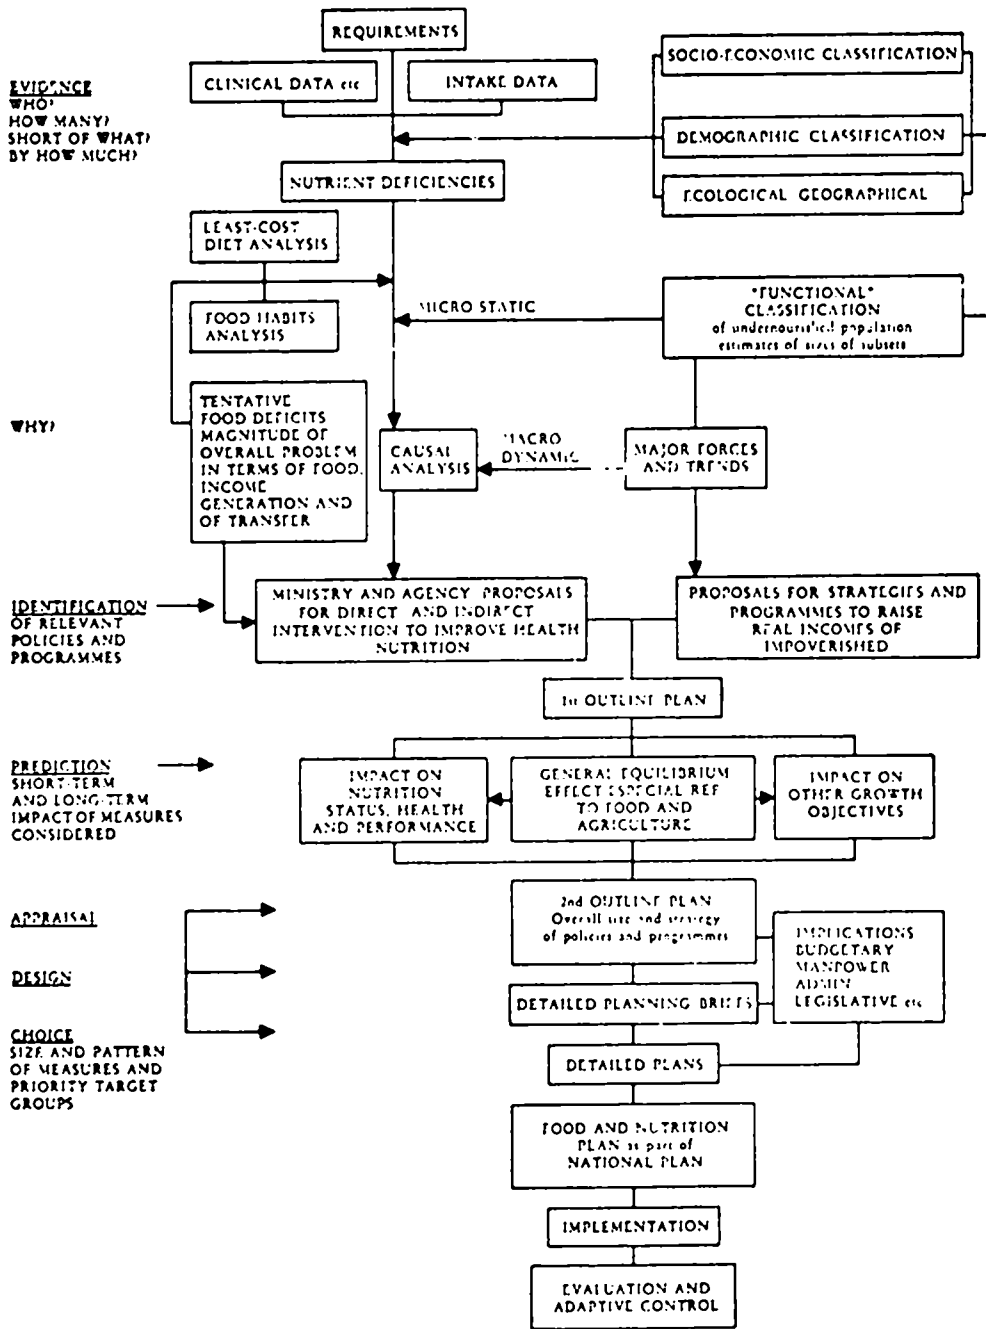 REQUIREMENTS
CLINICAL DATA etc
INTAKE DATA
SOCIO-ECONOMIC CLASSIFICATION
DEMOGRAPHIC CLASSIFICATION
ECOLOGICAL GEOGRAPHICAL
EVIDENCE
WHO?
HOW MANY?
SHORT OF WHAT?
BY HOW MUCH?
NUTRIENT DEFICIENCIES
LEAST-COST
DIET ANALYSIS
FOOD HABITS
ANALYSIS
MICRO STATIC
"FUNCTIONAL"
CLASSIFICATION
of undernourished population
estimates of sizes of subsets
WHY?
TENTATIVE
FOOD DEFICITS
MAGNITUDE OF
OVERALL PROBLEM
IN TERMS OF FOOD,
INCOME
GENERATION AND
OF TRANSFER
CAUSAL
ANALYSIS
MACRO
DYNAMIC
MAJOR FORCES
AND TRENDS
IDENTIFICATION
OF RELEVANT
POLICIES AND
PROGRAMMES
MINISTRY AND AGENCY PROPOSALS
FOR DIRECT AND INDIRECT
INTERVENTION TO IMPROVE HEALTH
NUTRITION
PROPOSALS FOR STRATEGIES AND
PROGRAMMES TO RAISE
REAL INCOMES OF
IMPOVERISHED
1st OUTLINE PLAN
PREDICTION
SHORT-TERM
AND LONG-TERM
IMPACT OF MEASURES
CONSIDERED
IMPACT ON
NUTRITION
STATUS, HEALTH
AND PERFORMANCE
GENERAL EQUILIBRIUM
EFFECT ESPECIAL REF
TO FOOD AND
AGRICULTURE
IMPACT ON
OTHER GROWTH
OBJECTIVES
APPRAISAL
DESIGN
CHOICE
SIZE AND PATTERN
OF MEASURES AND
PRIORITY TARGET
GROUPS
2nd OUTLINE PLAN
Overall size and strategy
of policies and programmes
IMPLICATIONS
BUDGETARY
MANPOWER
ADMIN
LEGISLATIVE etc
DETAILED PLANNING BRIEFS
DETAILED PLANS
FOOD AND NUTRITION
PLAN as part of
NATIONAL PLAN
IMPLEMENTATION
EVALUATION AND
ADAPTIVE CONTROL